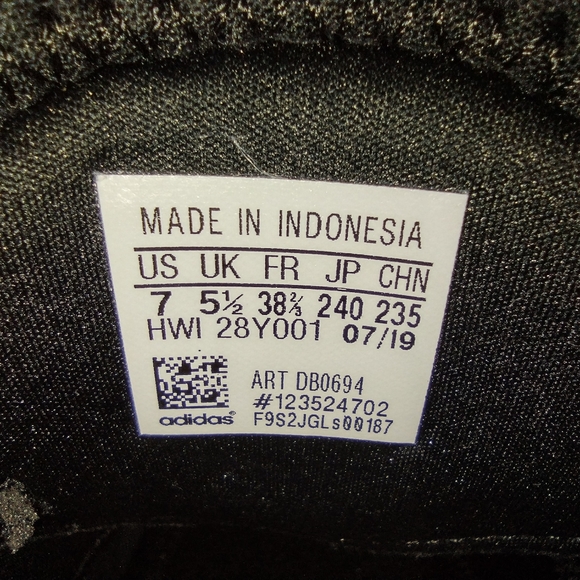 MADE IN INDONESIA
US UK FR JP CHN
7 5½ 38⅔ 240 235
HWI 28Y001 07/19
ART DB0694
#123524702
adidas® F9S2JGLs00187